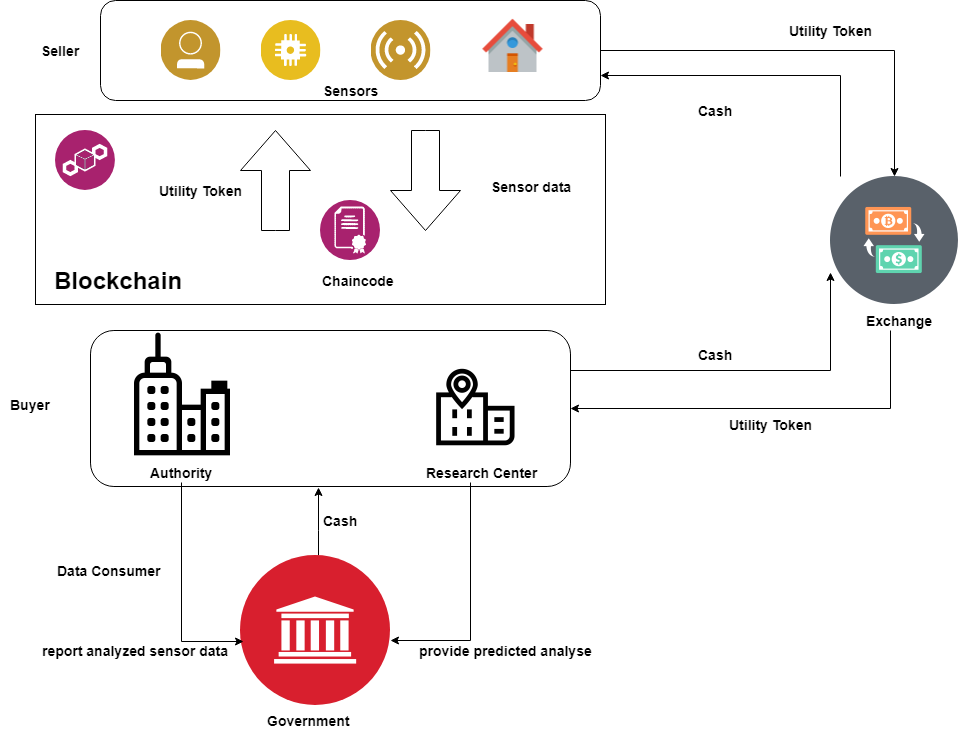 Utility Token
Seller
Sensors
Cash
Utility Token
Sensor data
Blockchain
Chaincode
Exchange
Cash
Buyer
Utility Token
Authority
Research Center
Cash
Data Consumer
report analyzed sensor data
provide predicted analyse
Government